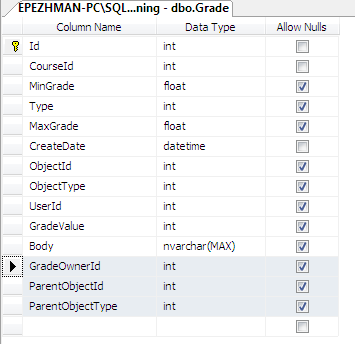 EPEZHMAN-PC\SQL...ning - dbo.Grade
Column Name Data Type Allow Nulls
Id int
CourseId int
MinGrade float
Type int
MaxGrade float
CreateDate datetime
ObjectId int
ObjectType int
UserId int
GradeValue int
Body nvarchar(MAX)
GradeOwnerId int
ParentObjectId int
ParentObjectType int